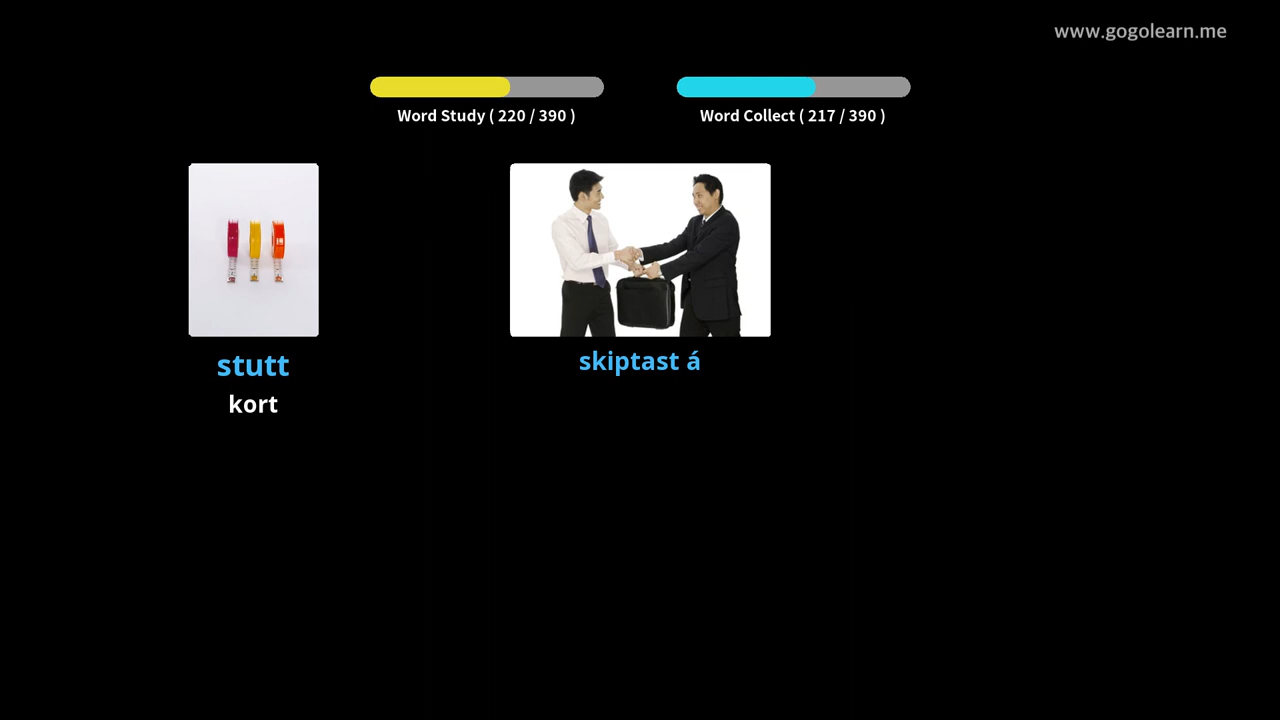 www.gogolearn.me
Word Study ( 220 / 390 )
Word Collect ( 217 / 390 )
stutt
kort
skiptast á